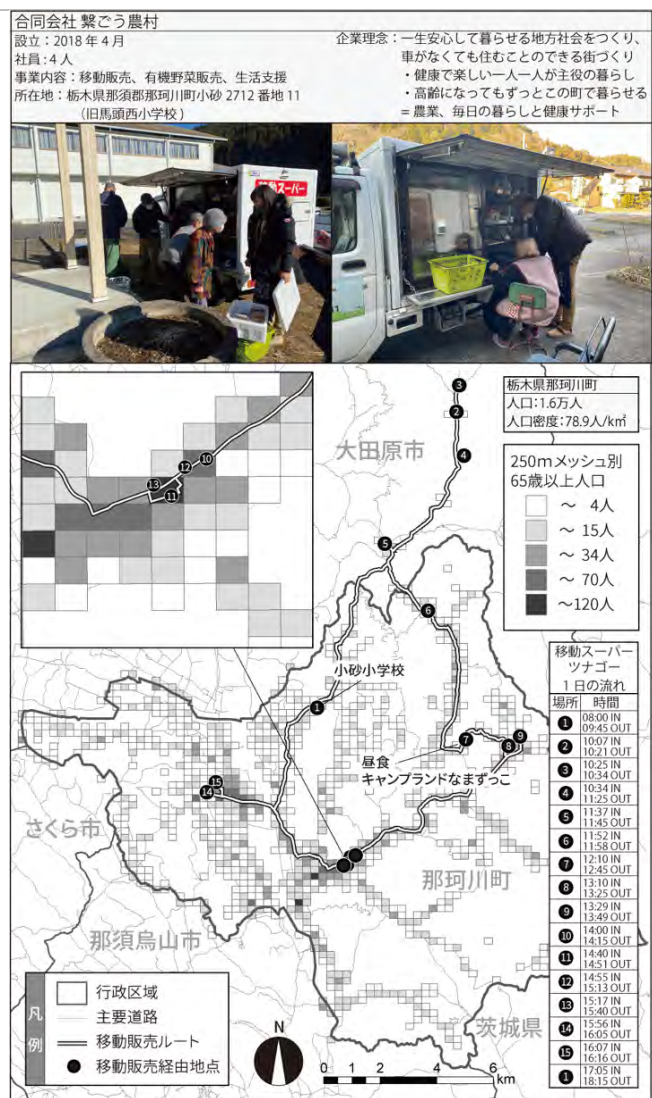 合同会社 繋ごう農村
設立：2018 年 4 月
社員：4 人
事業内容：移動販売、有機野菜販売、生活支援
所在地：栃木県那須郡那珂川町小砂 2712 番地 11
（旧馬頭西小学校）
企業理念：一生安心して暮らせる地方社会をつくり、
車がなくても住むことのできる街づくり
・健康で楽しい一人一人が主役の暮らし
・高齢になってもずっとこの町で暮らせる
= 農業、毎日の暮らしと健康サポート
移動スーパー
栃木県那珂川町
人口：1.6万人
人口密度：78.9人/k㎡
250mメッシュ別
65歳以上人口
～ 4人
～ 15人
～ 34人
～ 70人
～120人
大田原市
さくら市
那須烏山市
那珂川町
茨城県
小砂小学校
昼食
キャンプランドなまずっこ
1
2
3
4
5
6
7
8
9
10
11
12
13
14
15
移動スーパー
ツナゴー
1 日の流れ
場所 時間
1 08:00 IN
09:45 OUT
2 10:07 IN
10:21 OUT
3 10:25 IN
10:34 OUT
4 10:34 IN
11:25 OUT
5 11:37 IN
11:45 OUT
6 11:52 IN
11:58 OUT
7 12:10 IN
12:45 OUT
8 13:10 IN
13:25 OUT
9 13:29 IN
13:49 OUT
10 14:00 IN
14:15 OUT
11 14:40 IN
14:51 OUT
12 14:55 IN
15:13 OUT
13 15:17 IN
15:40 OUT
14 15:56 IN
16:05 OUT
15 16:07 IN
16:16 OUT
1 17:05 IN
18:15 OUT
凡例
行政区域
主要道路
移動販売ルート
移動販売経由地点
N
0 1 2 4 6
km